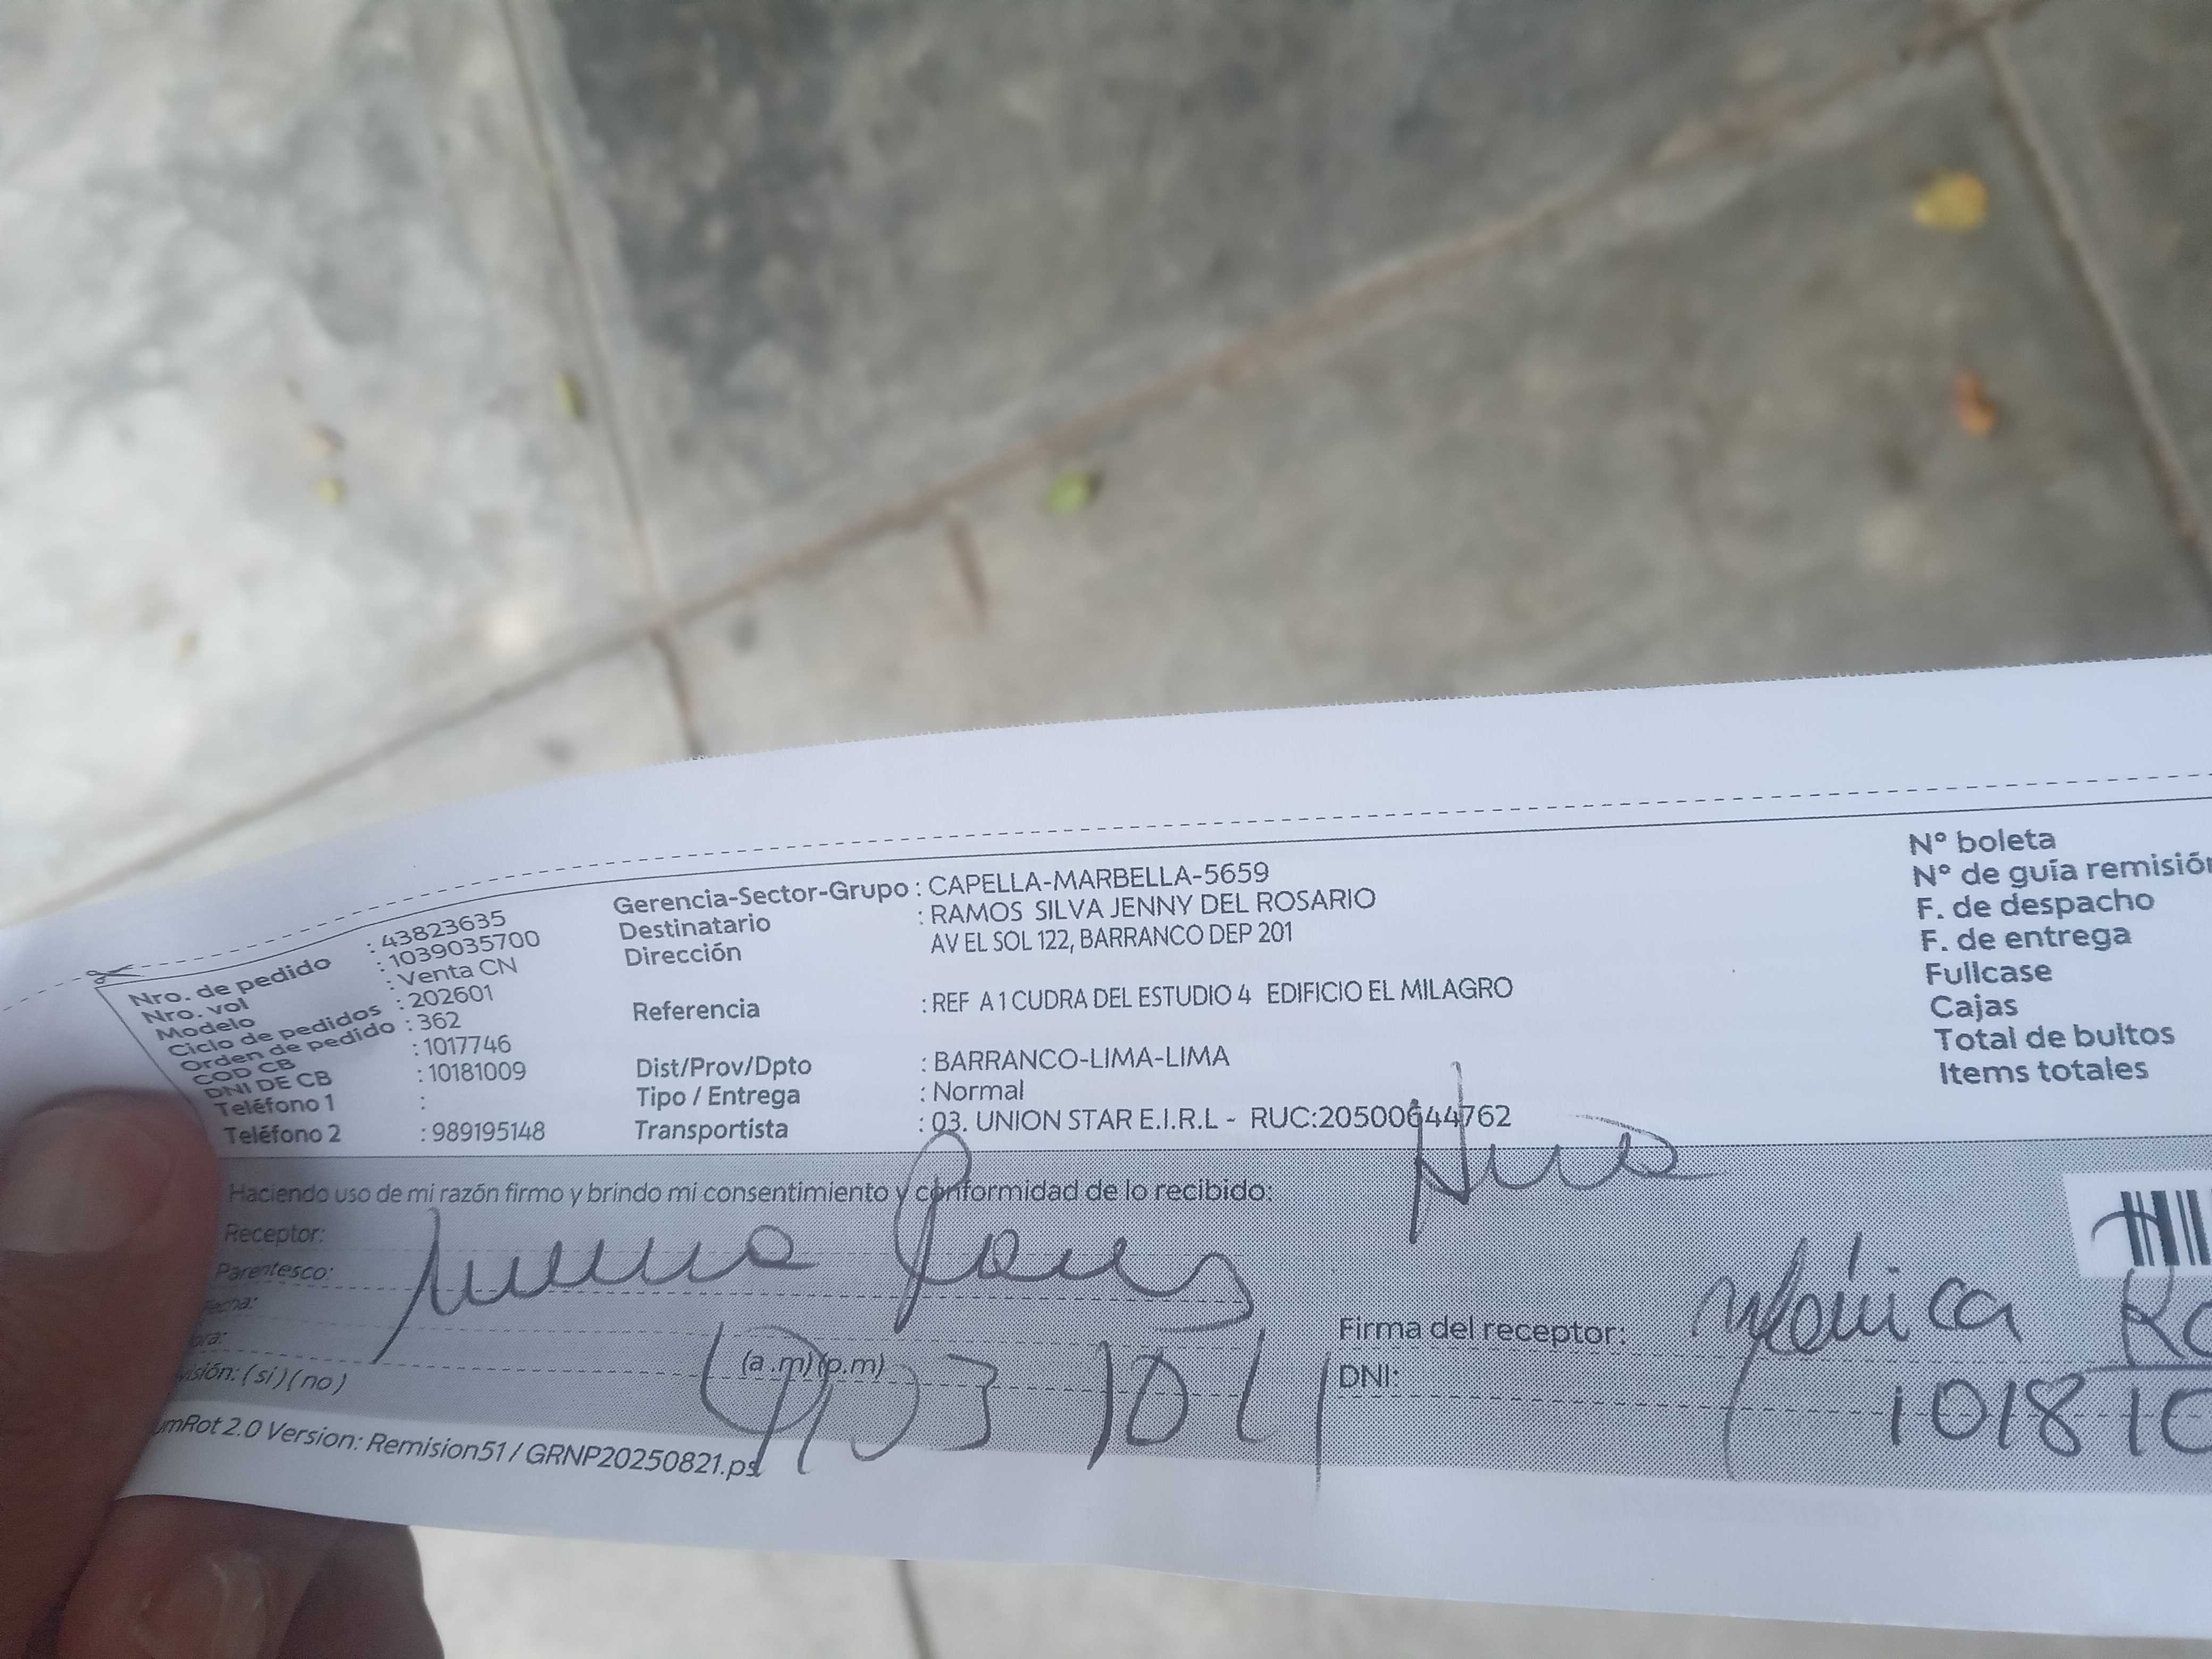 Nro. de pedido : 43823635
Nro. vol : 1039035700
Modelo : Venta CN
Ciclo de pedidos : 202601
Orden de pedido : 362
COD CB : 1017746
DNI DE CB : 10181009
Teléfono 1 :
Teléfono 2 : 989195148
Gerencia-Sector-Grupo : CAPELLA-MARBELLA-5659
Destinatario : RAMOS SILVA JENNY DEL ROSARIO
Dirección AV EL SOL 122, BARRANCO DEP 201
Referencia : REF A 1 CUDRA DEL ESTUDIO 4 EDIFICIO EL MILAGRO
Dist/Prov/Dpto : BARRANCO-LIMA-LIMA
Tipo / Entrega : Normal
Transportista : 03. UNION STAR E.I.R.L - RUC:20500644762
N° boleta
N° de guía remisión
F. de despacho
F. de entrega
Fullcase
Cajas
Total de bultos
Items totales
Haciendo uso de mi razón firmo y brindo mi consentimiento y conformidad de lo recibido:
Receptor:
Parentesco:
Fecha:
ora:
(a.m)(p.m)
visión: (si)(no)
Firma del receptor: Mónica
DNI: 10181
umRot 2.0 Version: Remision51 / GRNP20250821.ps